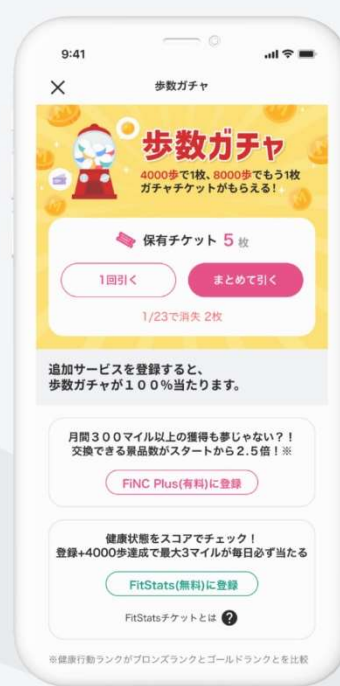 9:41
歩数ガチャ
歩数ガチャ
4000歩で1枚、8000歩でもう1枚
ガチャチケットがもらえる!
保有チケット 5 枚
1回引く
まとめて引く
1/23で消失 2枚
追加サービスを登録すると、
歩数ガチャが100%当たります。
月間300マイル以上の獲得も夢じゃない?!
交換できる景品数がスタートから2.5倍!※
FiNC Plus(有料)に登録
健康状態をスコアでチェック!
登録+4000歩達成で最大3マイルが毎日必ず当たる
FitStats(無料)に登録
FitStatsチケットとは ?
※健康行動ランクがブロンズランクとゴールドランクとを比較